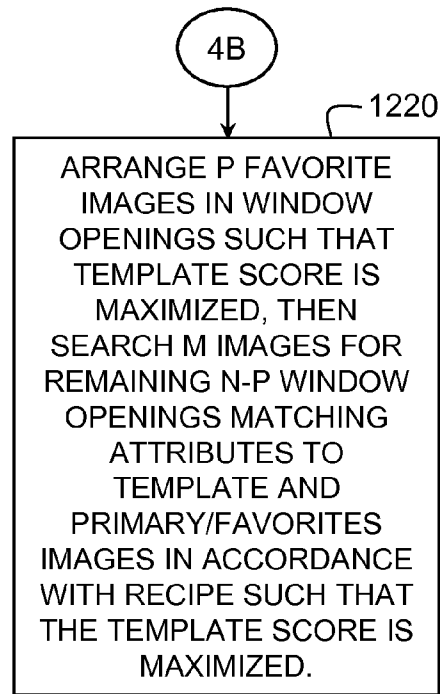 4B
1220
ARRANGE P FAVORITE
IMAGES IN WINDOW
OPENINGS SUCH THAT
TEMPLATE SCORE IS
MAXIMIZED, THEN
SEARCH M IMAGES FOR
REMAINING N-P WINDOW
OPENINGS MATCHING
ATTRIBUTES TO
TEMPLATE AND
PRIMARY/FAVORITES
IMAGES IN ACCORDANCE
WITH RECIPE SUCH THAT
THE TEMPLATE SCORE IS
MAXIMIZED.